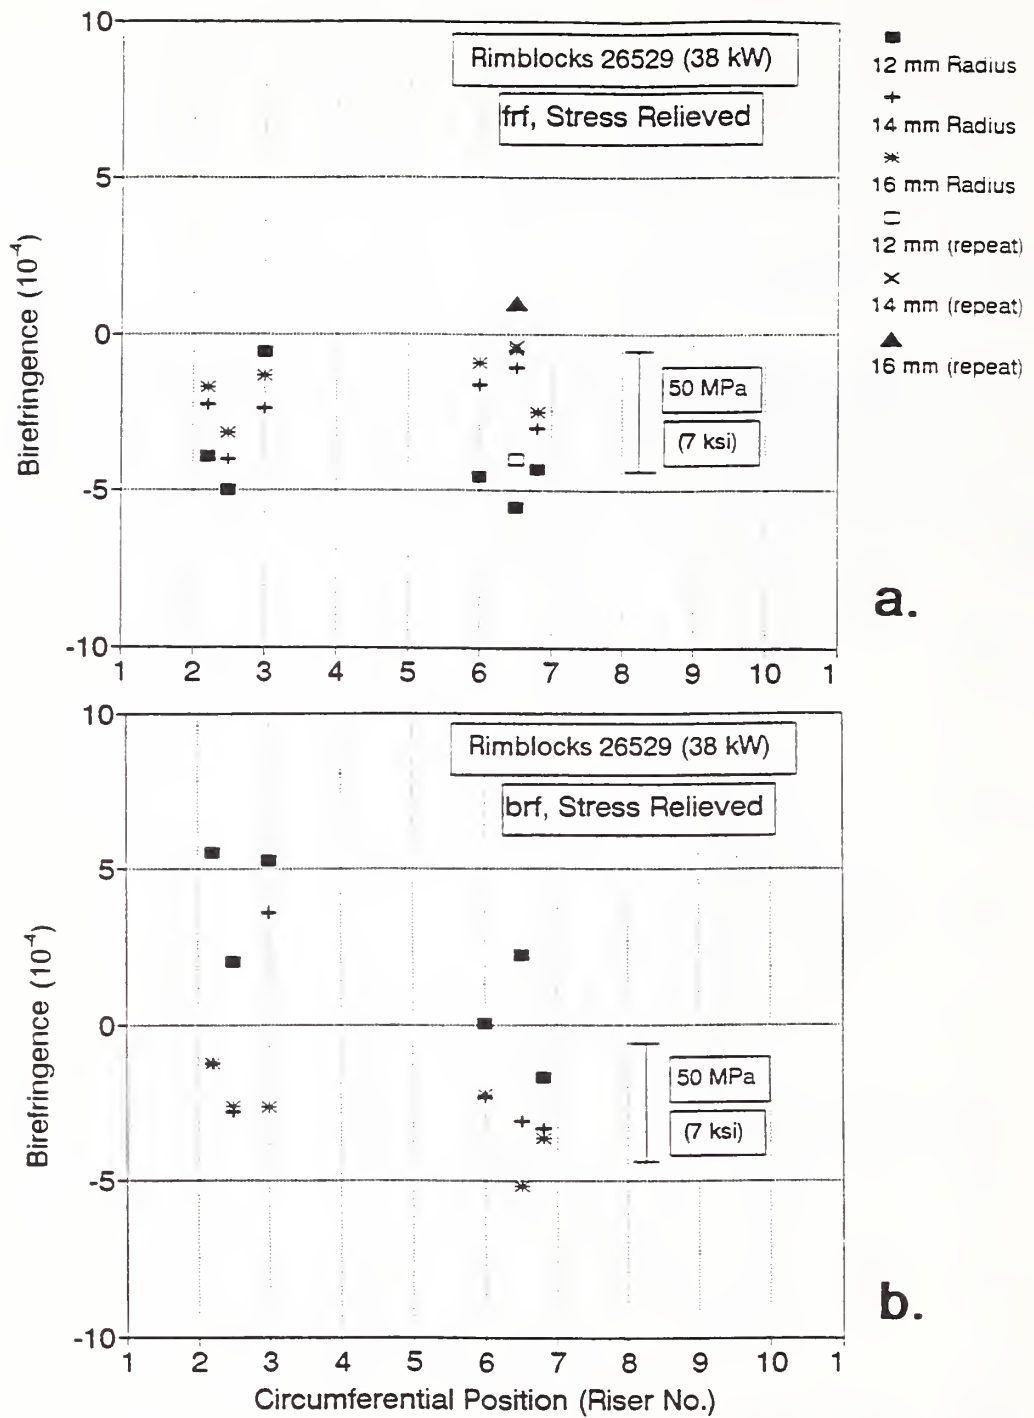 10
5
0
-5
-10
Birefringence (10⁻⁴)
Rimblocks 26529 (38 kW)
frf, Stress Relieved
50 MPa
(7 ksi)
12 mm Radius
14 mm Radius
16 mm Radius
12 mm (repeat)
14 mm (repeat)
16 mm (repeat)
a.
1 2 3 4 5 6 7 8 9 10 1
10
5
0
-5
-10
Birefringence (10⁻⁴)
Rimblocks 26529 (38 kW)
brf, Stress Relieved
50 MPa
(7 ksi)
b.
1 2 3 4 5 6 7 8 9 10 1
Circumferential Position (Riser No.)